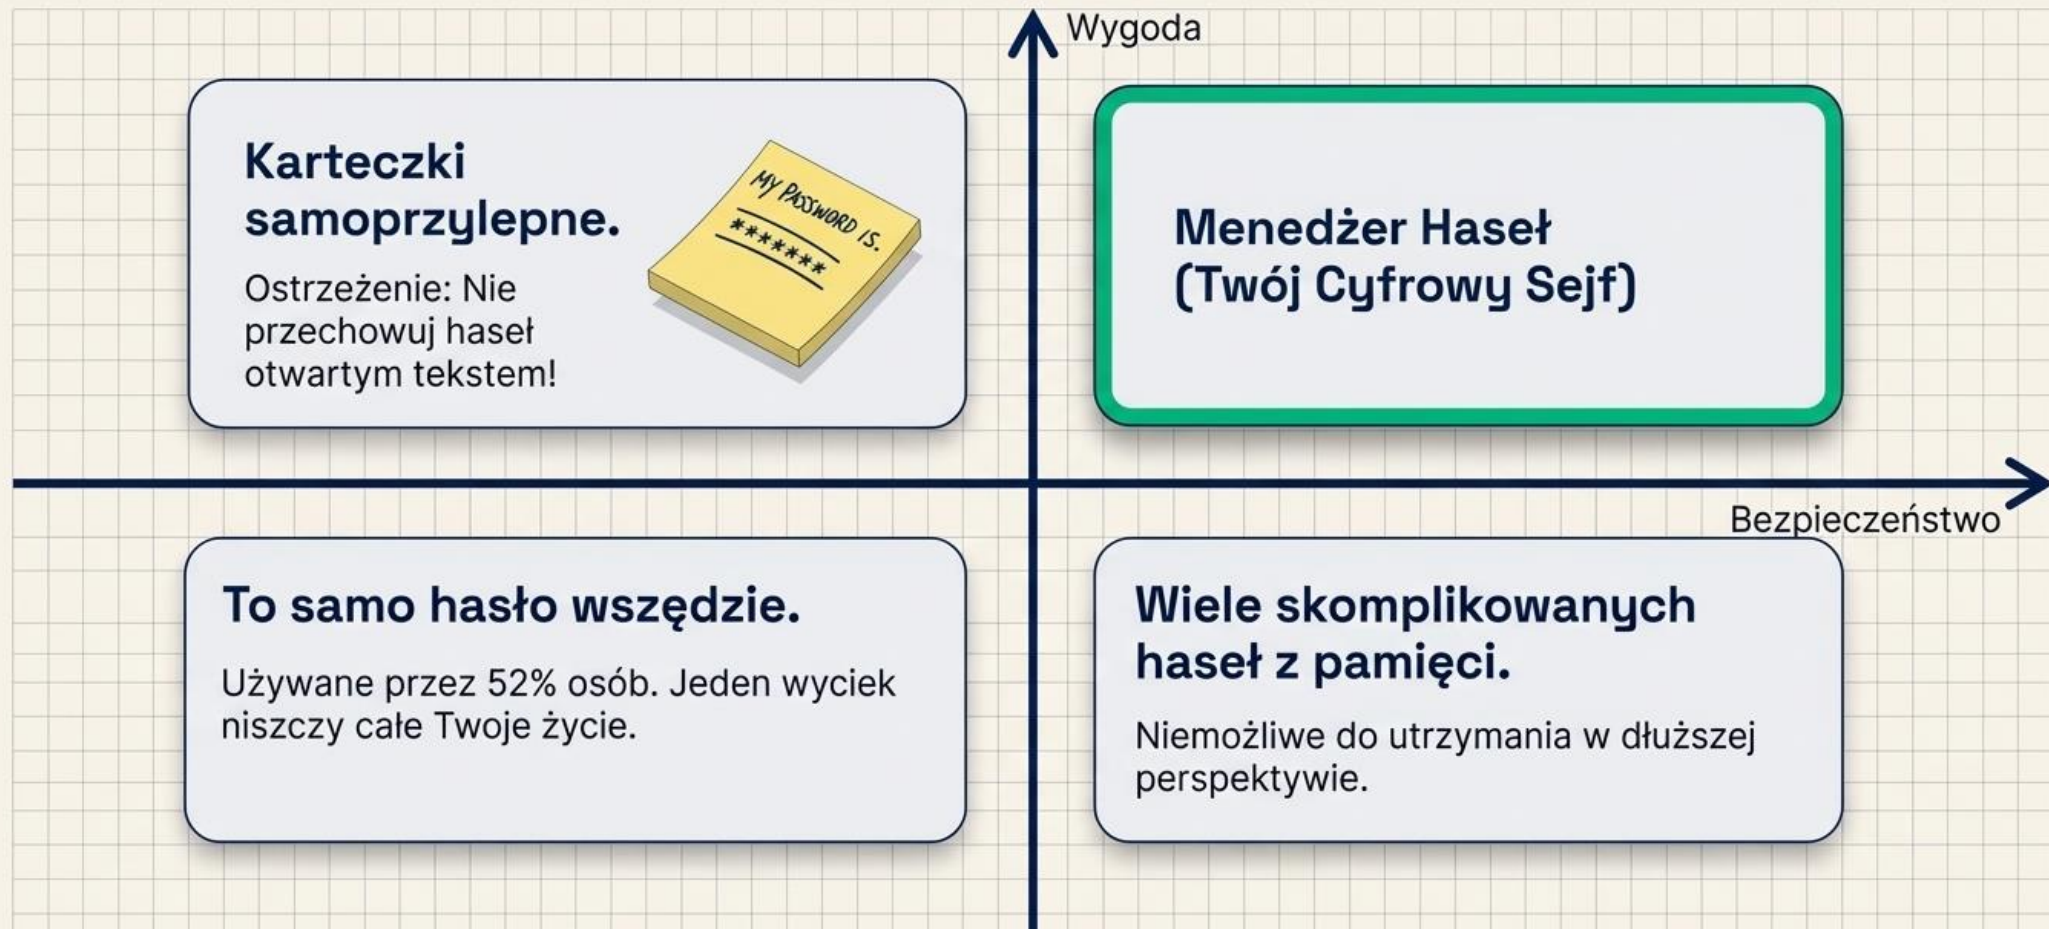 Wygoda
Karteczki
samoprzylepne.
Ostrzeżenie: Nie
przechowuj haseł
otwartym tekstem!
MY PASSWORD IS.
*******
Menedżer Haseł
(Twój Cyfrowy Sejf)
Bezpieczeństwo
To samo hasło wszędzie.
Używane przez 52% osób. Jeden wyciek
niszczy całe Twoje życie.
Wiele skomplikowanych
haseł z pamięci.
Niemożliwe do utrzymania w dłuższej
perspektywie.